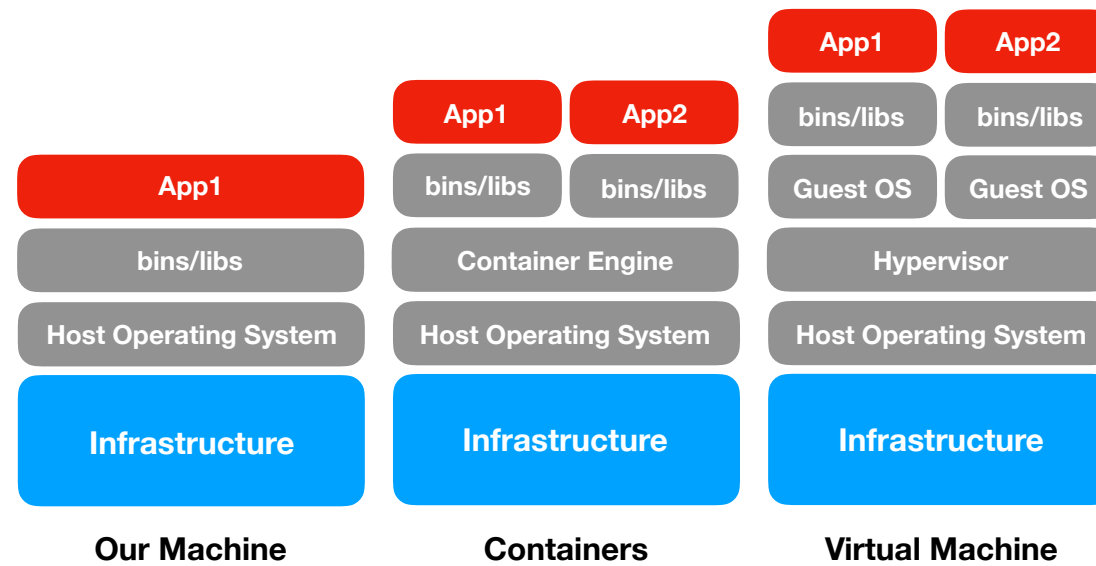 App1
bins/libs
Host Operating System
Infrastructure
Our Machine
App1 App2
bins/libs bins/libs
Container Engine
Host Operating System
Infrastructure
Containers
App1 App2
bins/libs bins/libs
Guest OS Guest OS
Hypervisor
Host Operating System
Infrastructure
Virtual Machine